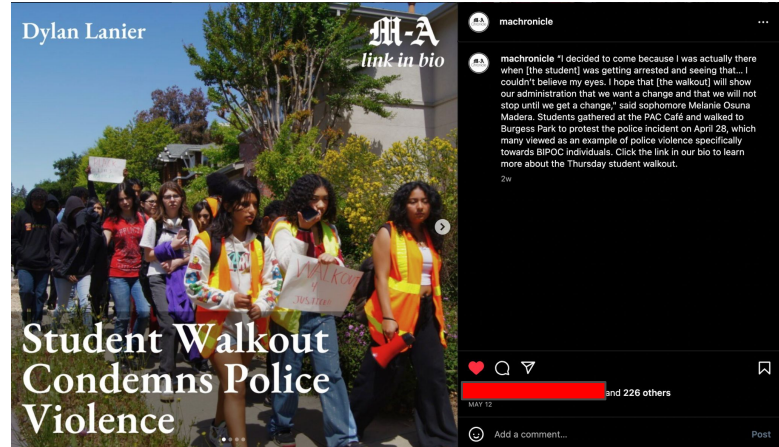 Dylan Lanier
M-A
link in bio
WALKOUT
4
Student Walkout
Condemns Police
Violence
machronicle
machronicle "I decided to come because I was actually there
when [the student] was getting arrested and seeing that... I
couldn't believe my eyes. I hope that [the walkout] will show
our administration that we want a change and that we will not
stop until we get a change," said sophomore Melanie Osuna
Madera. Students gathered at the PAC Café and walked to
Burgess Park to protest the police incident on April 28, which
many viewed as an example of police violence specifically
towards BIPOC individuals. Click the link in our bio to learn
more about the Thursday student walkout.
2w
and 226 others
MAY 12
Add a comment...
Post